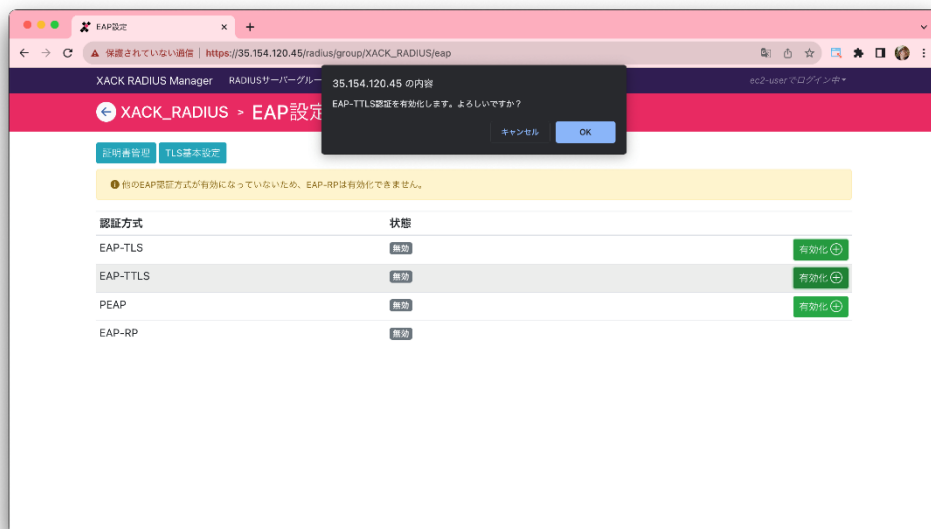 EAP設定
保護されていない通信 | https://35.154.120.45/radius/group/XACK_RADIUS/eap
XACK RADIUS Manager RADIUSサーバーグルー
ec2-userでログイン中
XACK_RADIUS > EAP設定
35.154.120.45 の内容
EAP-TTLS認証を有効化します。よろしいですか？
キャンセル OK
証明書管理 TLS基本設定
他のEAP認証方式が有効になっていないため、EAP-RPは有効化できません。
認証方式 状態
EAP-TLS 無効 有効化
EAP-TTLS 無効 有効化
PEAP 無効 有効化
EAP-RP 無効